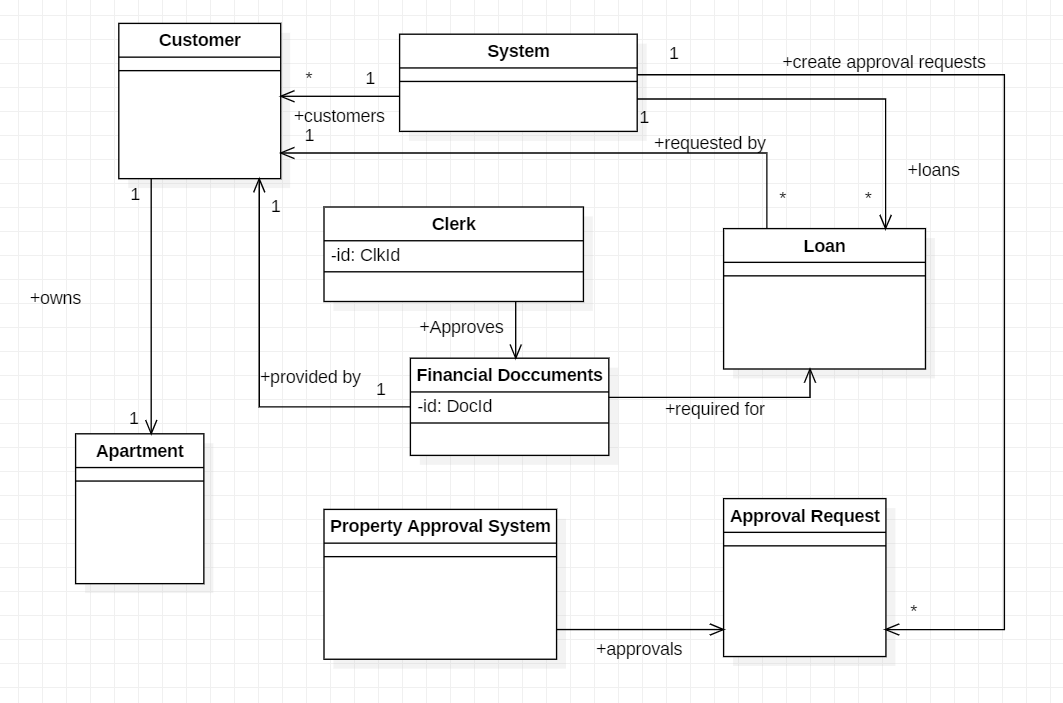 Customer
System
1
+create approval requests
*
1
+customers
1
1
+requested by
+loans
1
1
*
*
Clerk
-id: ClkId
Loan
+owns
+Approves
+provided by
1
Financial Doccuments
-id: DocId
+required for
1
Apartment
Property Approval System
Approval Request
*
+approvals